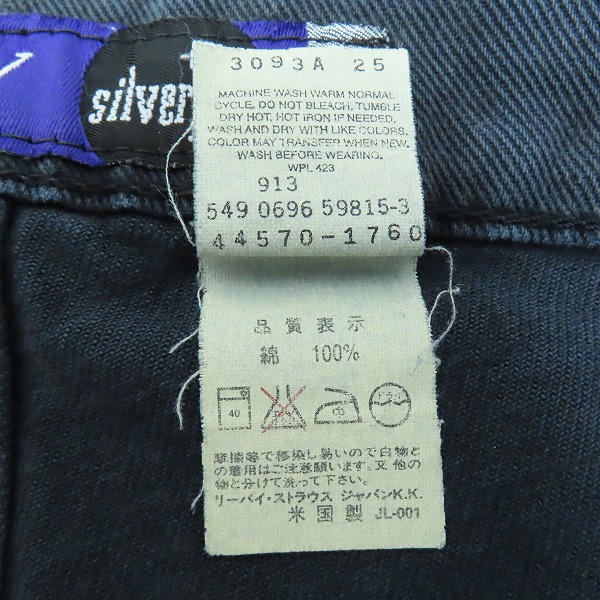 silver
3093A 25
MACHINE WASH WARM NORMAL
CYCLE. DO NOT BLEACH. TUMBLE
DRY HOT. HOT IRON IF NEEDED.
WASH AND DRY WITH LIKE COLORS.
COLOR MAY TRANSFER WHEN NEW.
WASH BEFORE WEARING.
WPL 423
913
549 0696 59815-3
44570-1760
品質表示
綿 100%
40
ドライ
摩擦等で移染し易いので白物と
の着用はご注意願います。又他の
物と分けて洗って下さい。
リーバイ・ストラウス ジャパンK.K.
米国製 JL-001